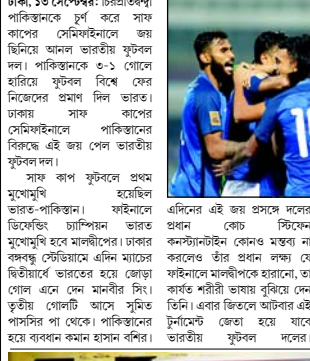 ঢাকা, ১৩ সেপ্টেম্বর: চিরপ্রতিদ্বন্দ্বী
পাকিস্তানকে চূর্ণ করে সাফ
কাপের সেমিফাইনালে জয়
ছিনিয়ে আনল ভারতীয় ফুটবল
দল। পাকিস্তানকে ৩-১ গোলে
হারিয়ে ফুটবল বিশ্বে ফের
নিজেদের প্রমাণ দিল ভারত।
ঢাকায় সাফ কাপের
সেমিফাইনালে পাকিস্তানের
বিরুদ্ধে এই জয় পেল ভারতীয়
ফুটবল দল।
সাফ কাপ ফুটবলে প্রথম
মুখোমুখি হয়েছিল
ভারত-পাকিস্তান। ফাইনালে
ডিফেন্ডিং চ্যাম্পিয়ন ভারত
মুখোমুখি হবে মালদ্বীপের। ঢাকার
বঙ্গবন্ধু স্টেডিয়ামে এদিন ম্যাচের
দ্বিতীয়ার্ধে ভারতের হয়ে জোড়া
গোল এনে দেন মানবীর সিং।
তৃতীয় গোলটি আসে সুমিত
পাসসির পা থেকে। পাকিস্তানের
হয়ে ব্যবধান কমান হাসান বশির।
এদিনের এই জয় প্রসঙ্গে দলের
প্রধান কোচ স্টিফেন
কনস্ট্যানটাইন কোনও মন্তব্য না
করলেও তাঁর প্রধান লক্ষ্য যে
ফাইনালে মালদ্বীপকে হারানো, তা
কার্যত শরীরী ভাষায় বুঝিয়ে দেন
তিনি। এবার জিতলে আটবার এই
টুর্নামেন্ট জেতা হয়ে যাবে
ভারতীয় ফুটবল দলের।